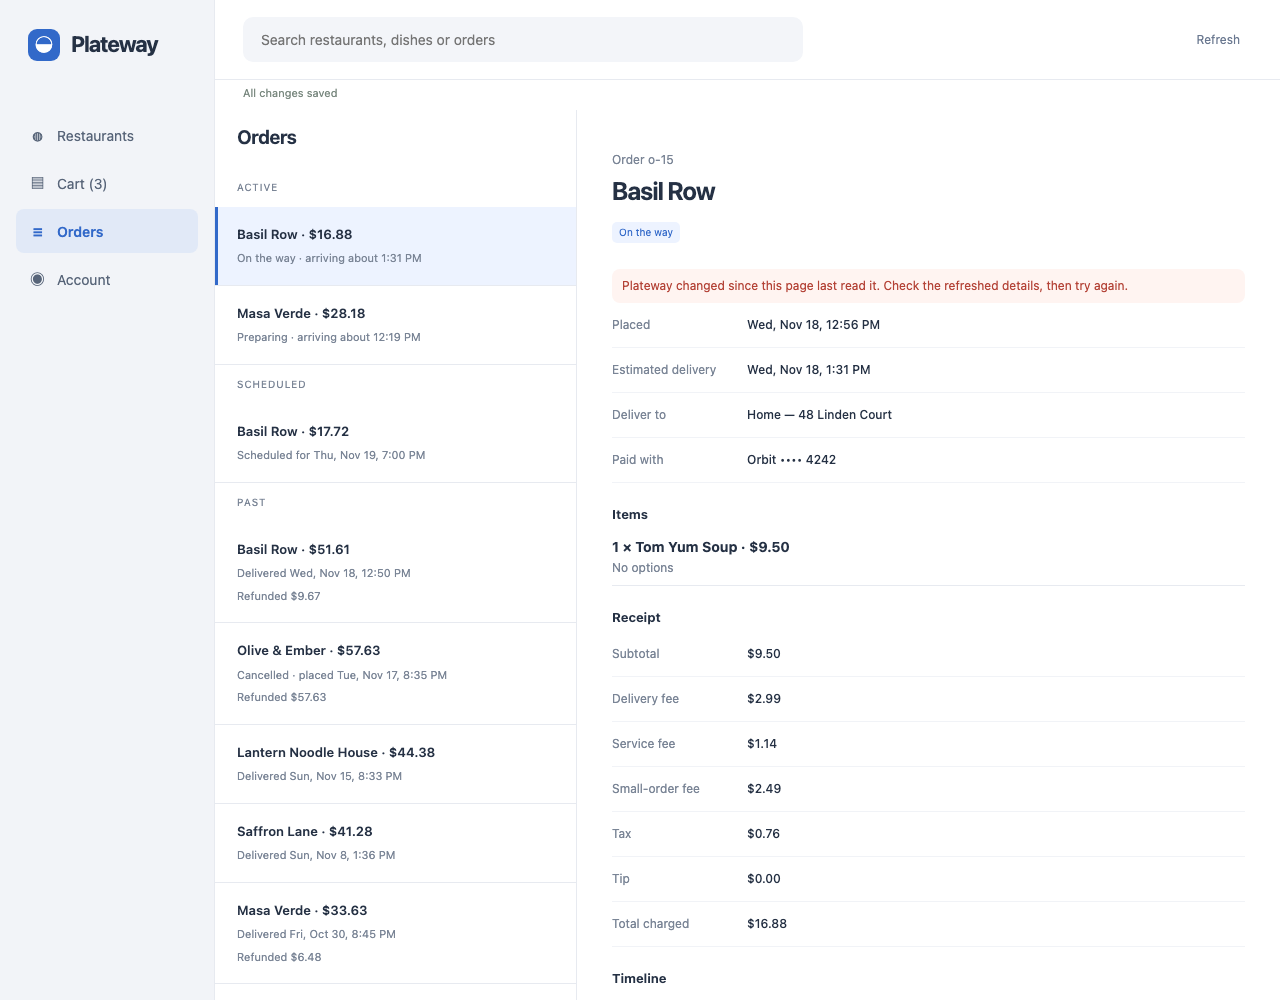 Plateway
Search restaurants, dishes or orders
Refresh
All changes saved
Restaurants
Cart (3)
Orders
Account
Orders
ACTIVE
Basil Row · $16.88
On the way · arriving about 1:31 PM
Masa Verde · $28.18
Preparing · arriving about 12:19 PM
SCHEDULED
Basil Row · $17.72
Scheduled for Thu, Nov 19, 7:00 PM
PAST
Basil Row · $51.61
Delivered Wed, Nov 18, 12:50 PM
Refunded $9.67
Olive & Ember · $57.63
Cancelled · placed Tue, Nov 17, 8:35 PM
Refunded $57.63
Lantern Noodle House · $44.38
Delivered Sun, Nov 15, 8:33 PM
Saffron Lane · $41.28
Delivered Sun, Nov 8, 1:36 PM
Masa Verde · $33.63
Delivered Fri, Oct 30, 8:45 PM
Refunded $6.48
Order o-15
Basil Row
On the way
Plateway changed since this page last read it. Check the refreshed details, then try again.
Placed Wed, Nov 18, 12:56 PM
Estimated delivery Wed, Nov 18, 1:31 PM
Deliver to Home — 48 Linden Court
Paid with Orbit •••• 4242
Items
1 × Tom Yum Soup · $9.50
No options
Receipt
Subtotal $9.50
Delivery fee $2.99
Service fee $1.14
Small-order fee $2.49
Tax $0.76
Tip $0.00
Total charged $16.88
Timeline